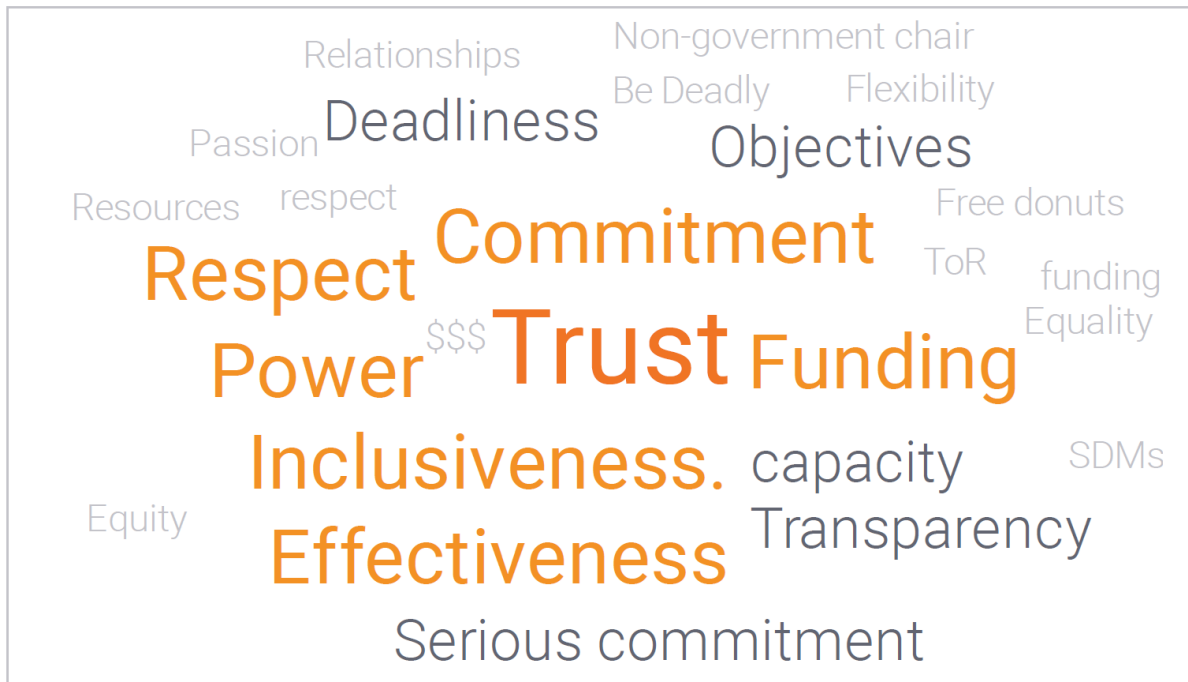 Non-government chair
Relationships
Be Deadly
Flexibility
Deadliness
Objectives
Passion
Resources
respect
Free donuts
Commitment
Respect
ToR
funding
Equality
$$$
Trust
Power
Funding
Inclusiveness.
capacity
SDMs
Equity
Transparency
Effectiveness
Serious commitment